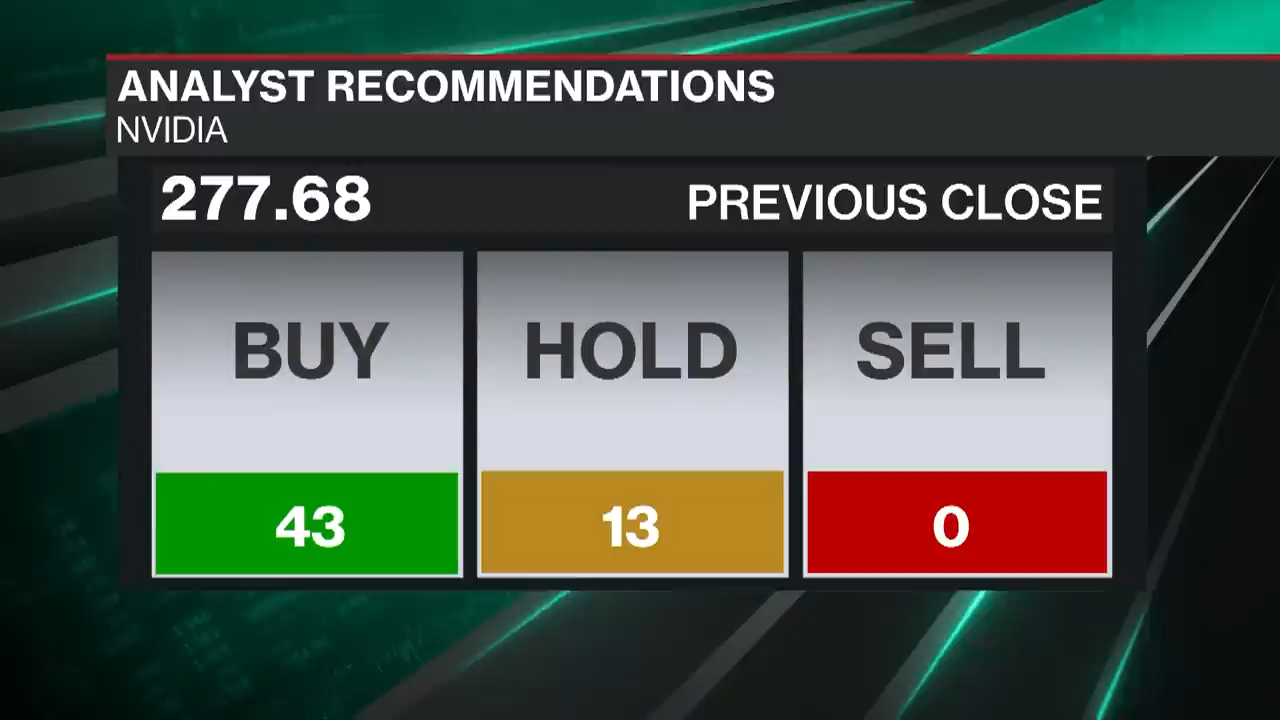 ANALYST RECOMMENDATIONS
NVIDIA
277.68 PREVIOUS CLOSE
BUY HOLD SELL
43 13 0